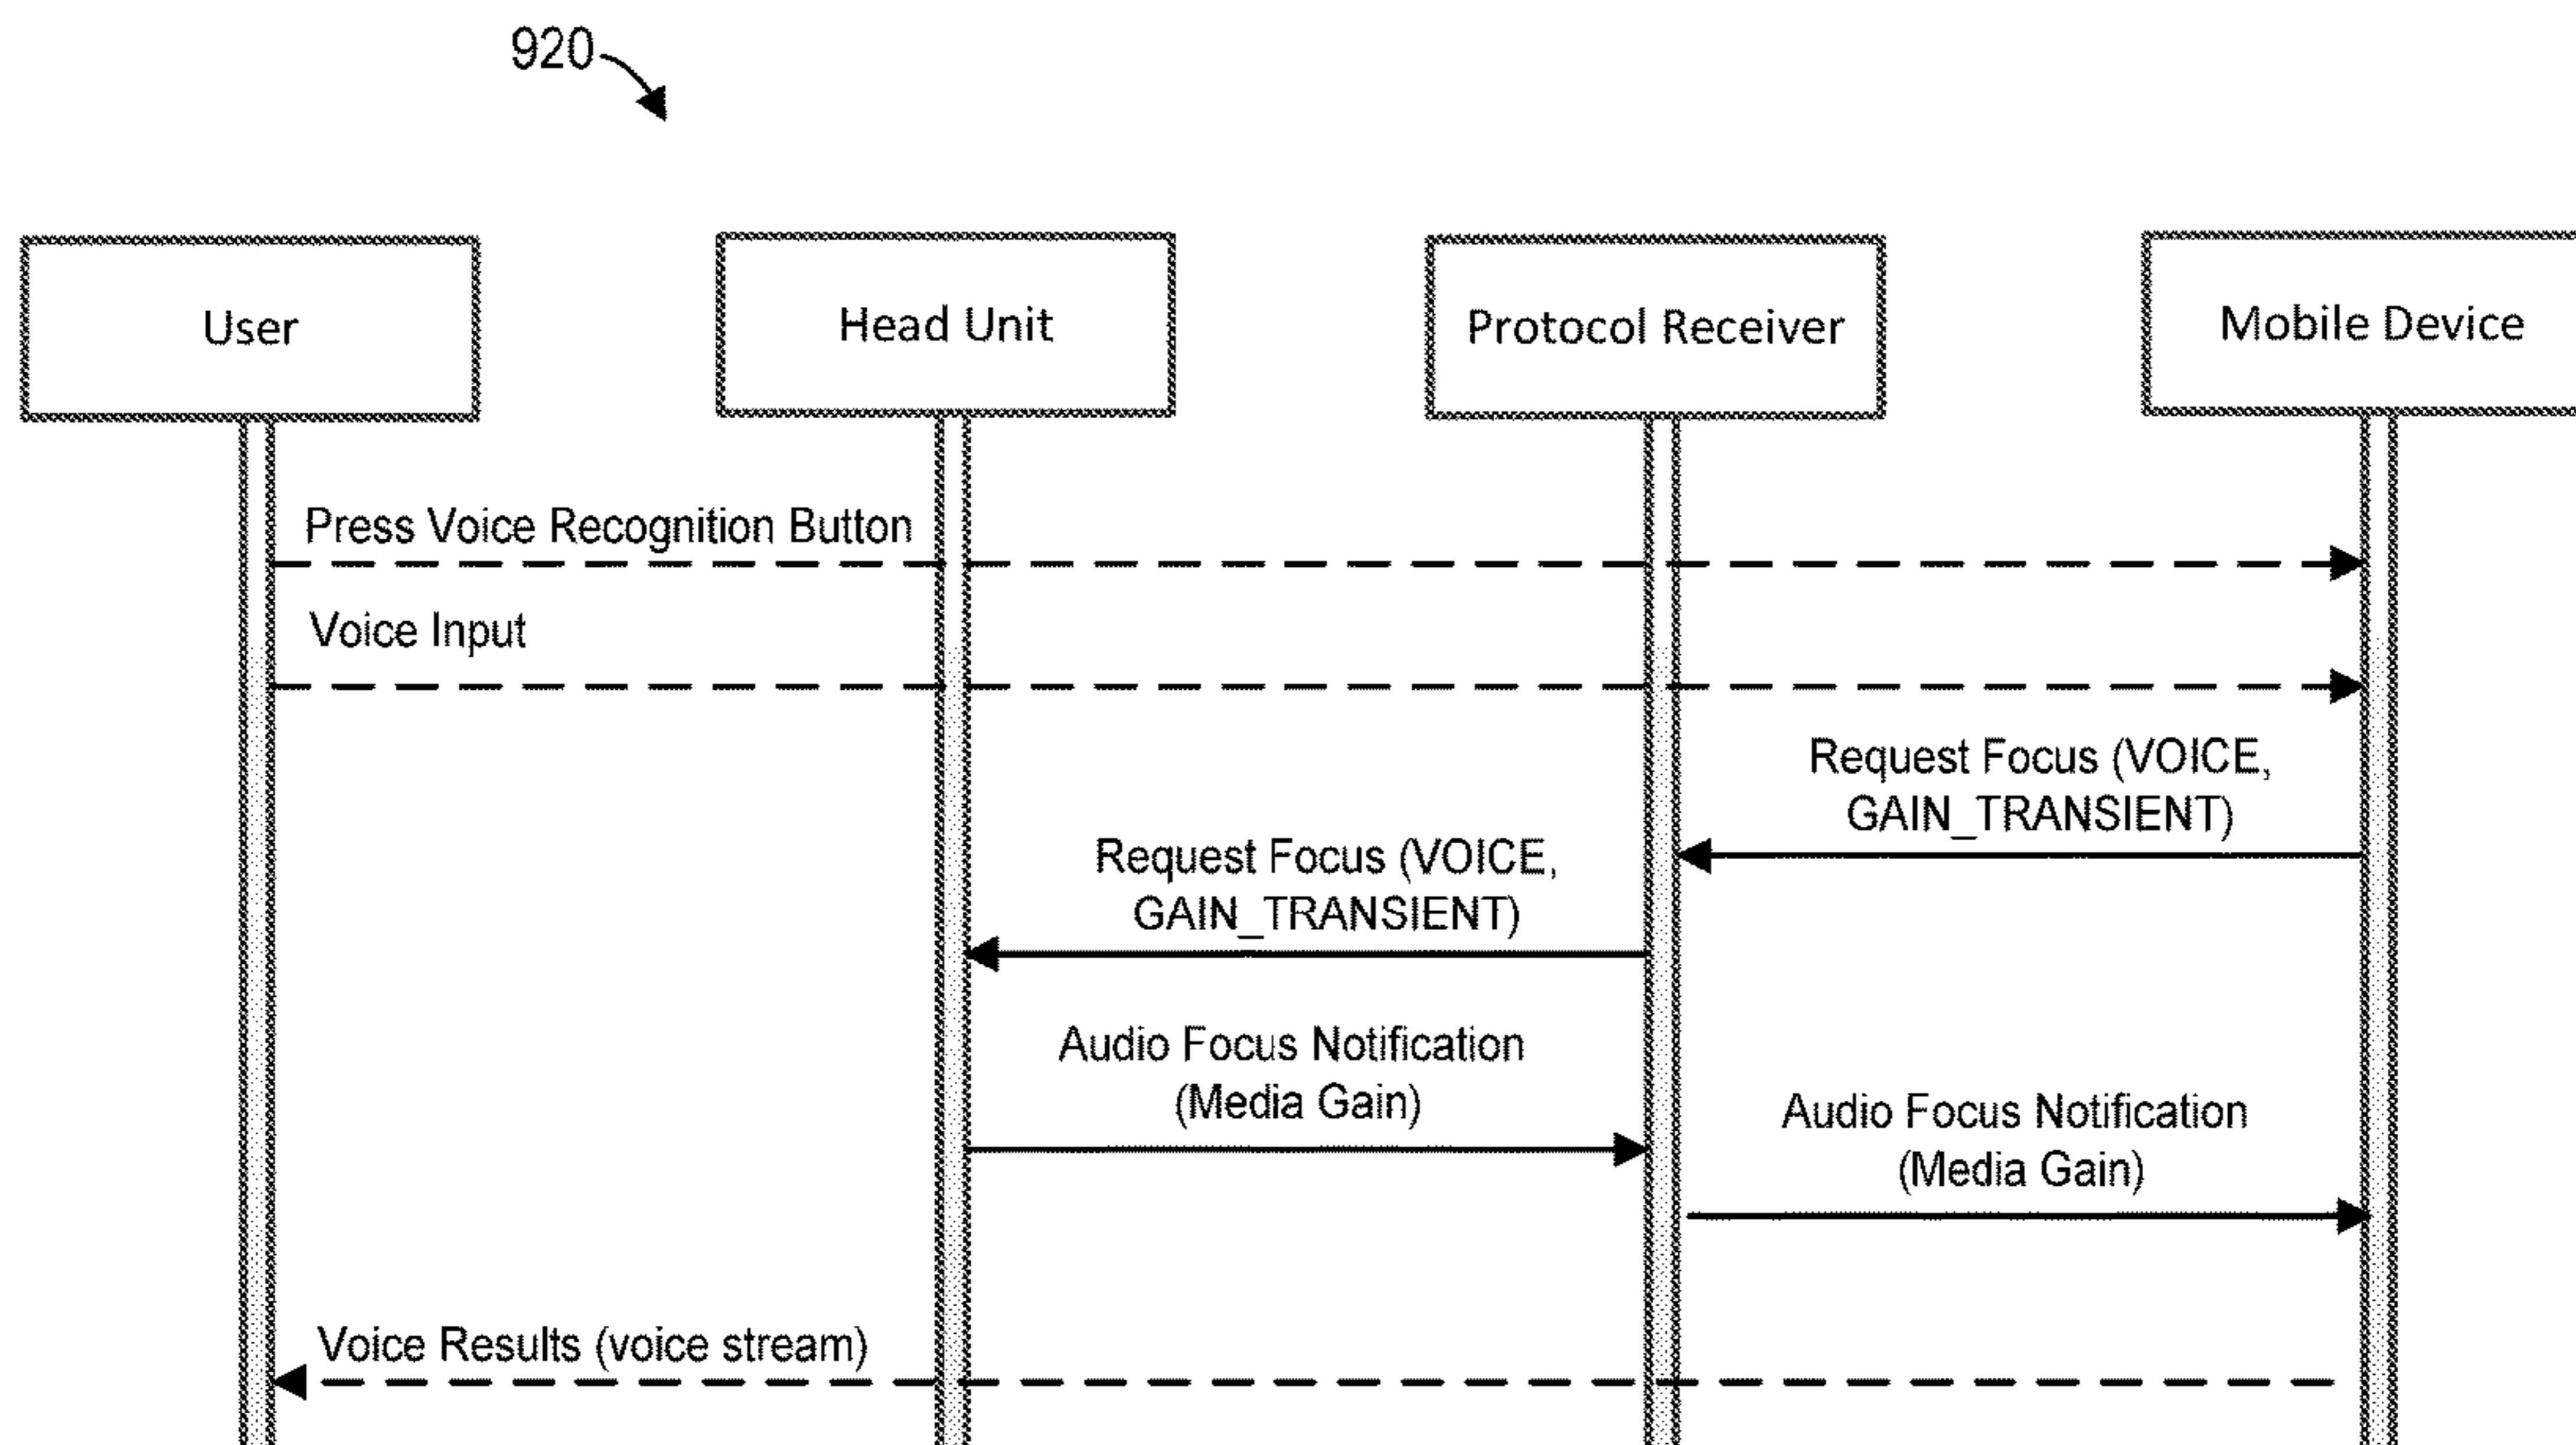 920
User
Head Unit
Protocol Receiver
Mobile Device
Press Voice Recognition Button
Voice Input
Request Focus (VOICE,
GAIN_TRANSIENT)
Request Focus (VOICE,
GAIN_TRANSIENT)
Audio Focus Notification
(Media Gain)
Audio Focus Notification
(Media Gain)
Voice Results (voice stream)